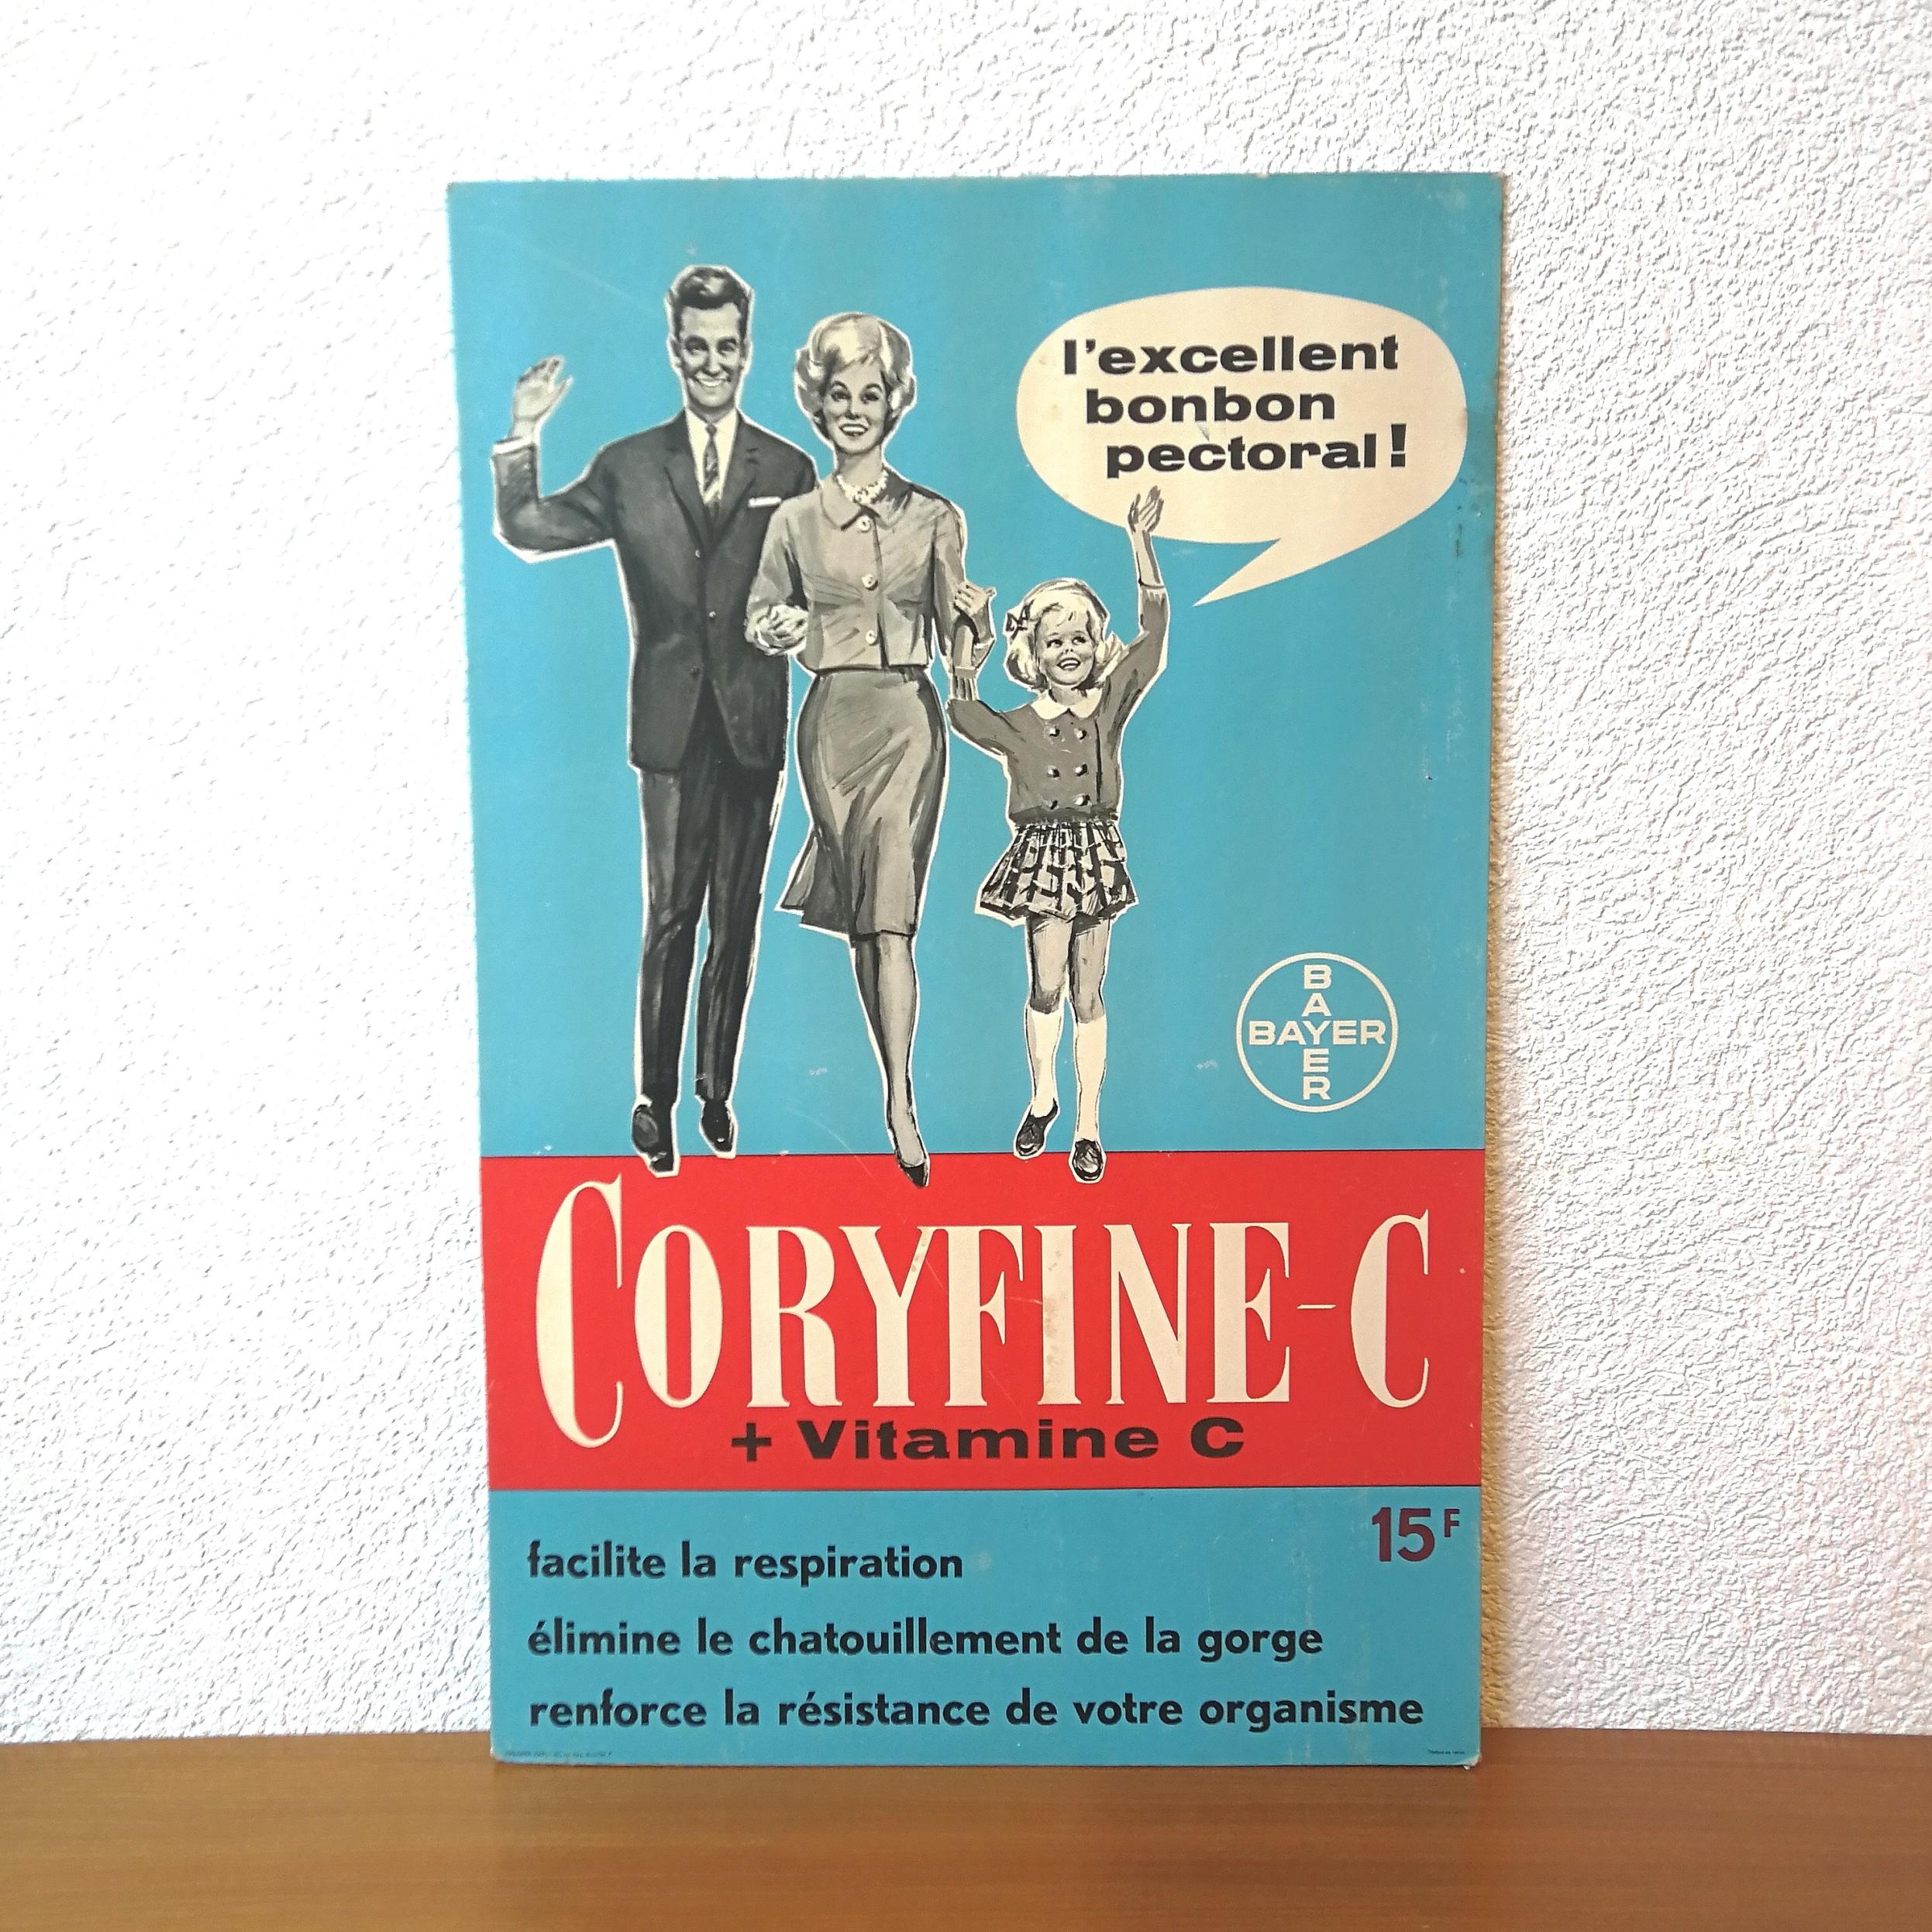 l'excellent
bonbon
pectoral!
BAYER
BAYER
CORYFINE-C
+ Vitamine C
15F
facilite la respiration
élimine le chatouillement de la gorge
renforce la résistance de votre organisme